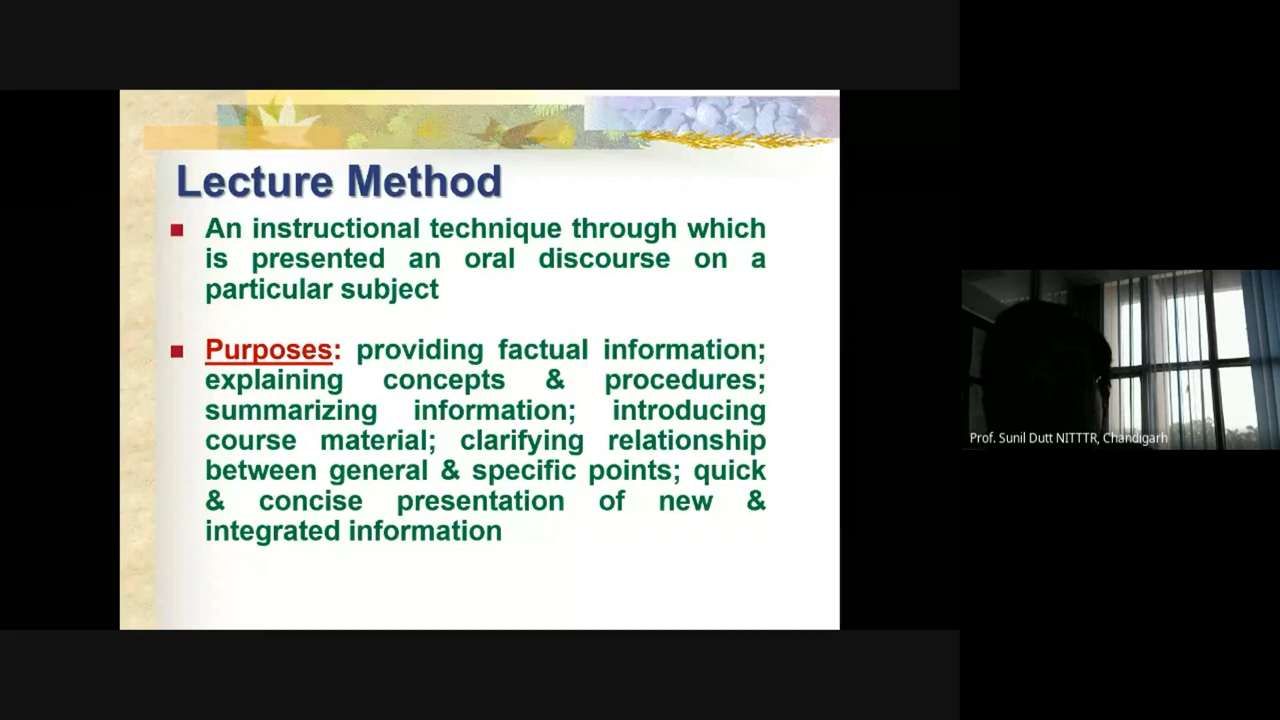 Lecture Method
An instructional technique through which
is presented an oral discourse on a
particular subject
Purposes: providing factual information;
explaining concepts & procedures;
summarizing information; introducing
course material; clarifying relationship
between general & specific points; quick
& concise presentation of new &
integrated information
Prof. Sunil Dutt NITTTR, Chandigarh